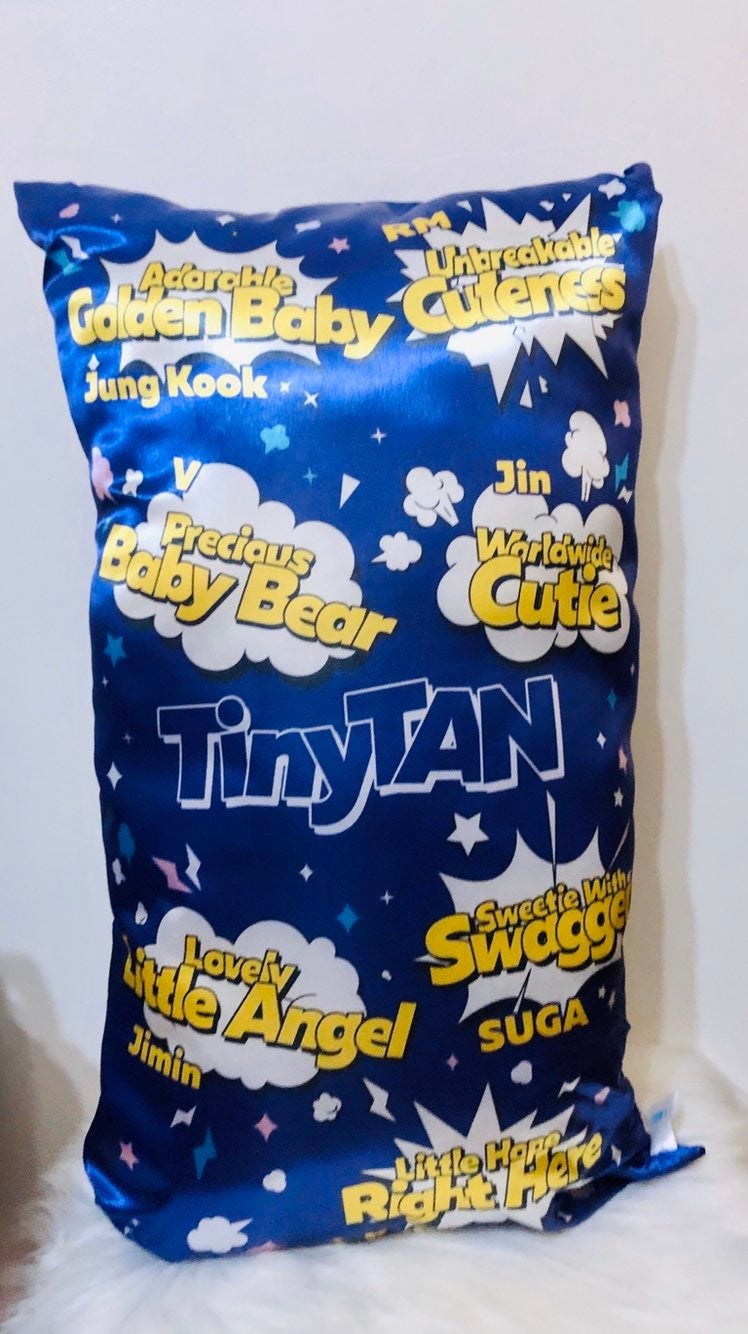 Adorable
Golden Baby
Jung Kook
RM
Unbreakable
Cuteness
V
Precious
Baby Bear
Jin
Worldwide
Cutie
TinyTAN
Sweetie With
Swagger
SUGA
Lovely
Little Angel
Jimin
Little Hope
Right Here